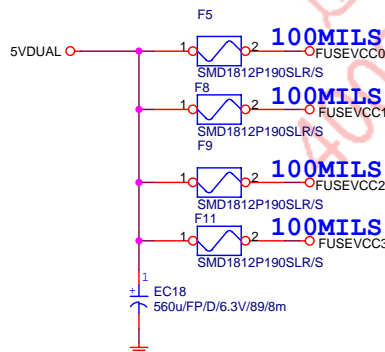 F5
100MILS
5VDUAL
1
2
FUSEVCC0
SMD1812P190SLR/S
F8
100MILS
1
2
FUSEVCC1
SMD1812P190SLR/S
F9
100MILS
1
2
FUSEVCC2
SMD1812P190SLR/S
F11
100MILS
1
2
FUSEVCC3
SMD1812P190SLR/S
1
+
EC18
560u/FP/D/6.3V/89/8m